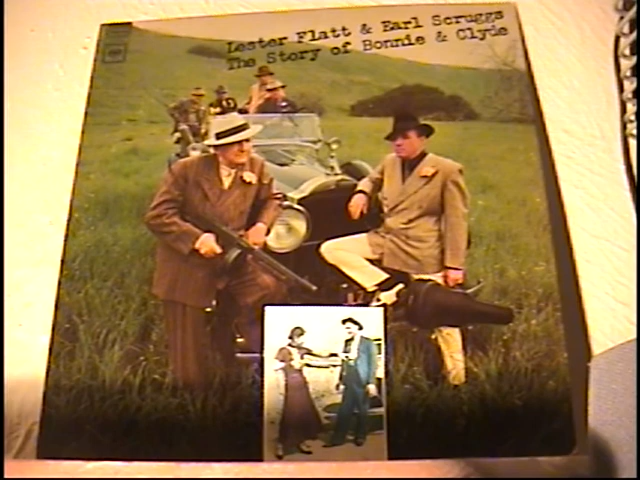 Lester Flatt & Earl Scruggs
The Story of Bonnie & Clyde